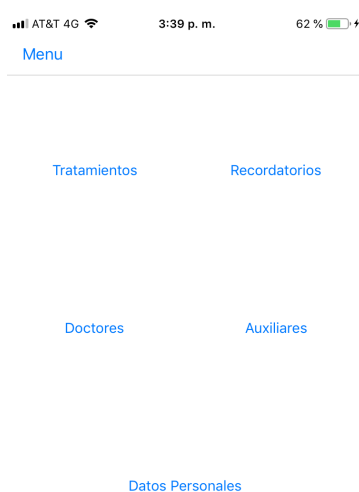 AT&T 4G 3:39 p. m. 62 %
Menu
Tratamientos Recordatorios
Doctores Auxiliares
Datos Personales